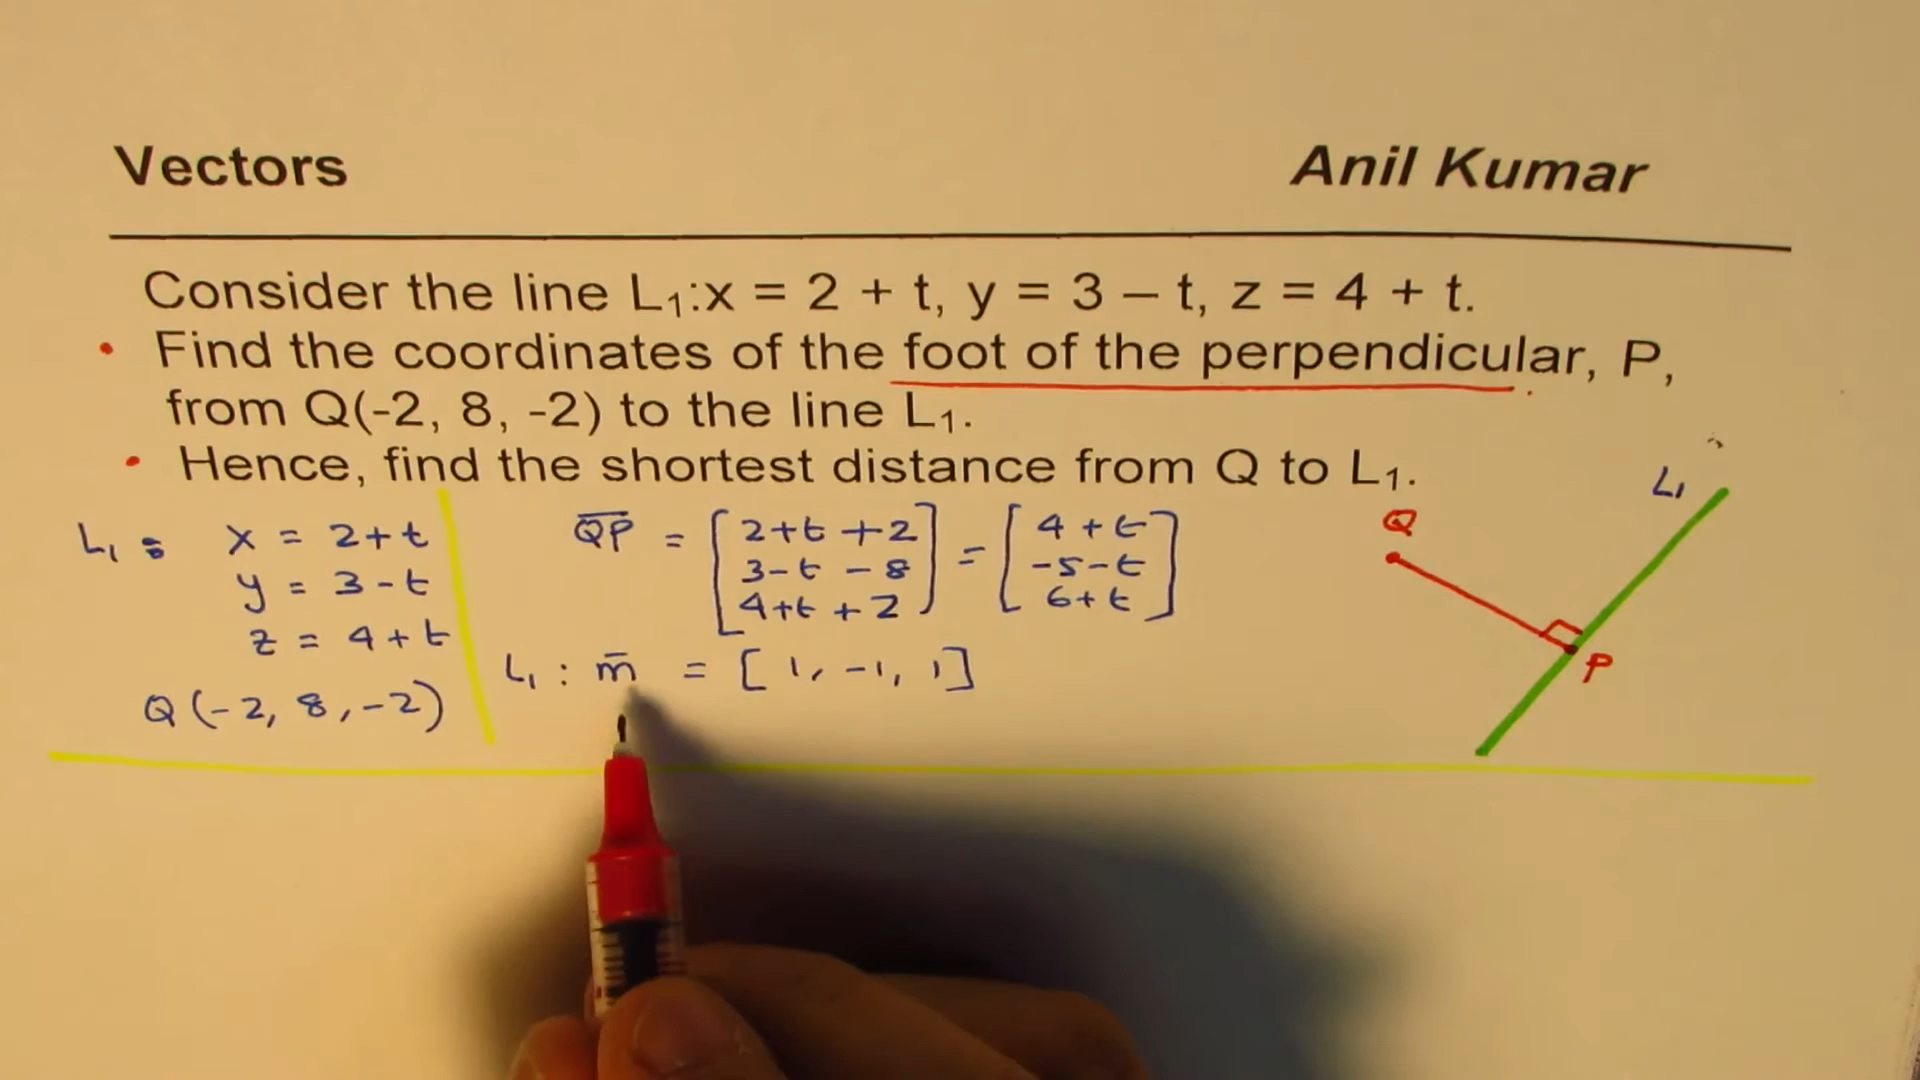 Vectors
Anil Kumar
Consider the line L₁:x = 2 + t, y = 3 – t, z = 4 + t.
• Find the coordinates of the foot of the perpendicular, P,
from Q(-2, 8, -2) to the line L₁.
• Hence, find the shortest distance from Q to L₁.
L₁: x = 2+t
y = 3-t
z = 4+t
Q(-2, 8, -2)
Q̅P̅ = [2+t +2
3-t -8
4+t +2] = [4+t
-5-t
6+t]
L₁: m̅ = [1, -1, 1]
L₁
Q
P